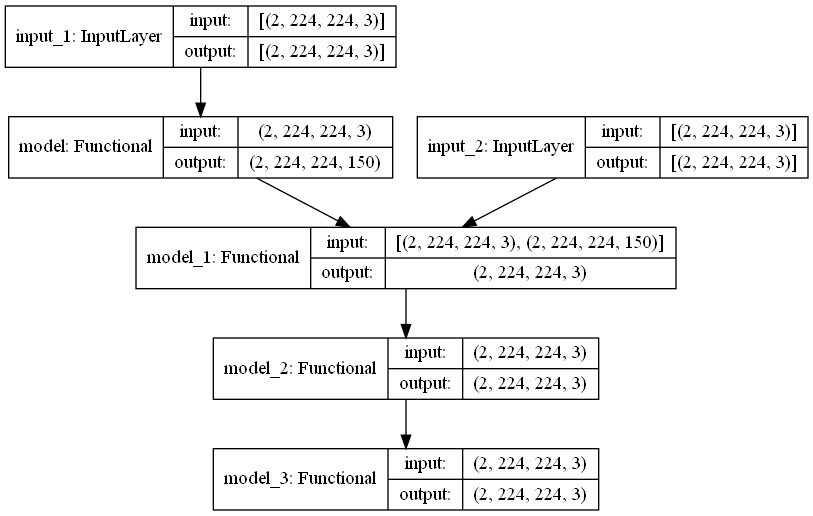 input_1: InputLayer
input: [(2, 224, 224, 3)]
output: [(2, 224, 224, 3)]
model: Functional
input: (2, 224, 224, 3)
output: (2, 224, 224, 150)
input_2: InputLayer
input: [(2, 224, 224, 3)]
output: [(2, 224, 224, 3)]
model_1: Functional
input: [(2, 224, 224, 3), (2, 224, 224, 150)]
output: (2, 224, 224, 3)
model_2: Functional
input: (2, 224, 224, 3)
output: (2, 224, 224, 3)
model_3: Functional
input: (2, 224, 224, 3)
output: (2, 224, 224, 3)